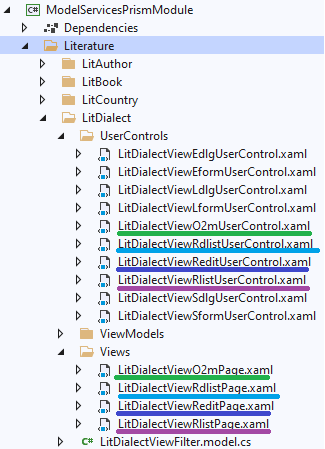 ModelServicesPrismModule
Dependencies
Literature
LitAuthor
LitBook
LitCountry
LitDialect
UserControls
LitDialectViewEdlgUserControl.xaml
LitDialectViewEformUserControl.xaml
LitDialectViewLdlgUserControl.xaml
LitDialectViewLformUserControl.xaml
LitDialectViewO2mUserControl.xaml
LitDialectViewRdlistUserControl.xaml
LitDialectViewReditUserControl.xaml
LitDialectViewRlistUserControl.xaml
LitDialectViewSdlgUserControl.xaml
LitDialectViewSformUserControl.xaml
ViewModels
Views
LitDialectViewO2mPage.xaml
LitDialectViewRdlistPage.xaml
LitDialectViewReditPage.xaml
LitDialectViewRlistPage.xaml
C# LitDialectViewFilter.model.cs